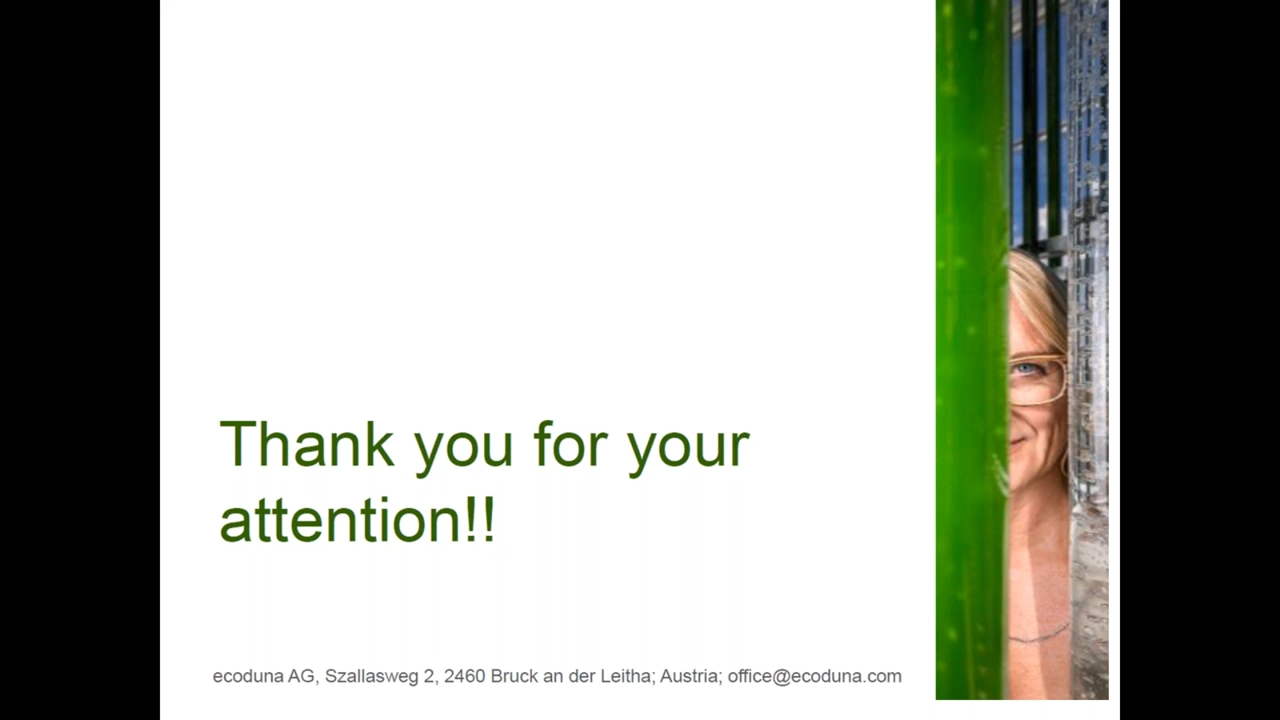 Thank you for your
attention!!
ecoduna AG, Szallasweg 2, 2460 Bruck an der Leitha; Austria; office@ecoduna.com